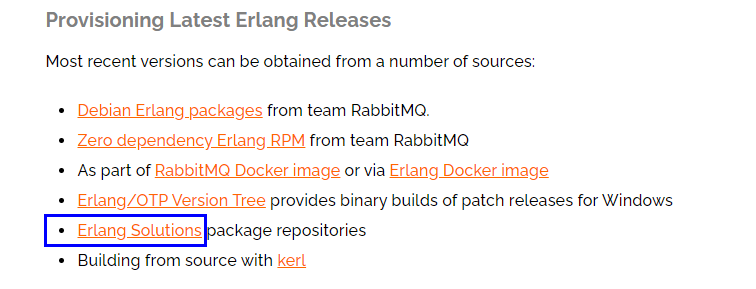 Provisioning Latest Erlang Releases
Most recent versions can be obtained from a number of sources:
• Debian Erlang packages from team RabbitMQ.
• Zero dependency Erlang RPM from team RabbitMQ
• As part of RabbitMQ Docker image or via Erlang Docker image
• Erlang/OTP Version Tree provides binary builds of patch releases for Windows
• Erlang Solutions package repositories
• Building from source with kerl